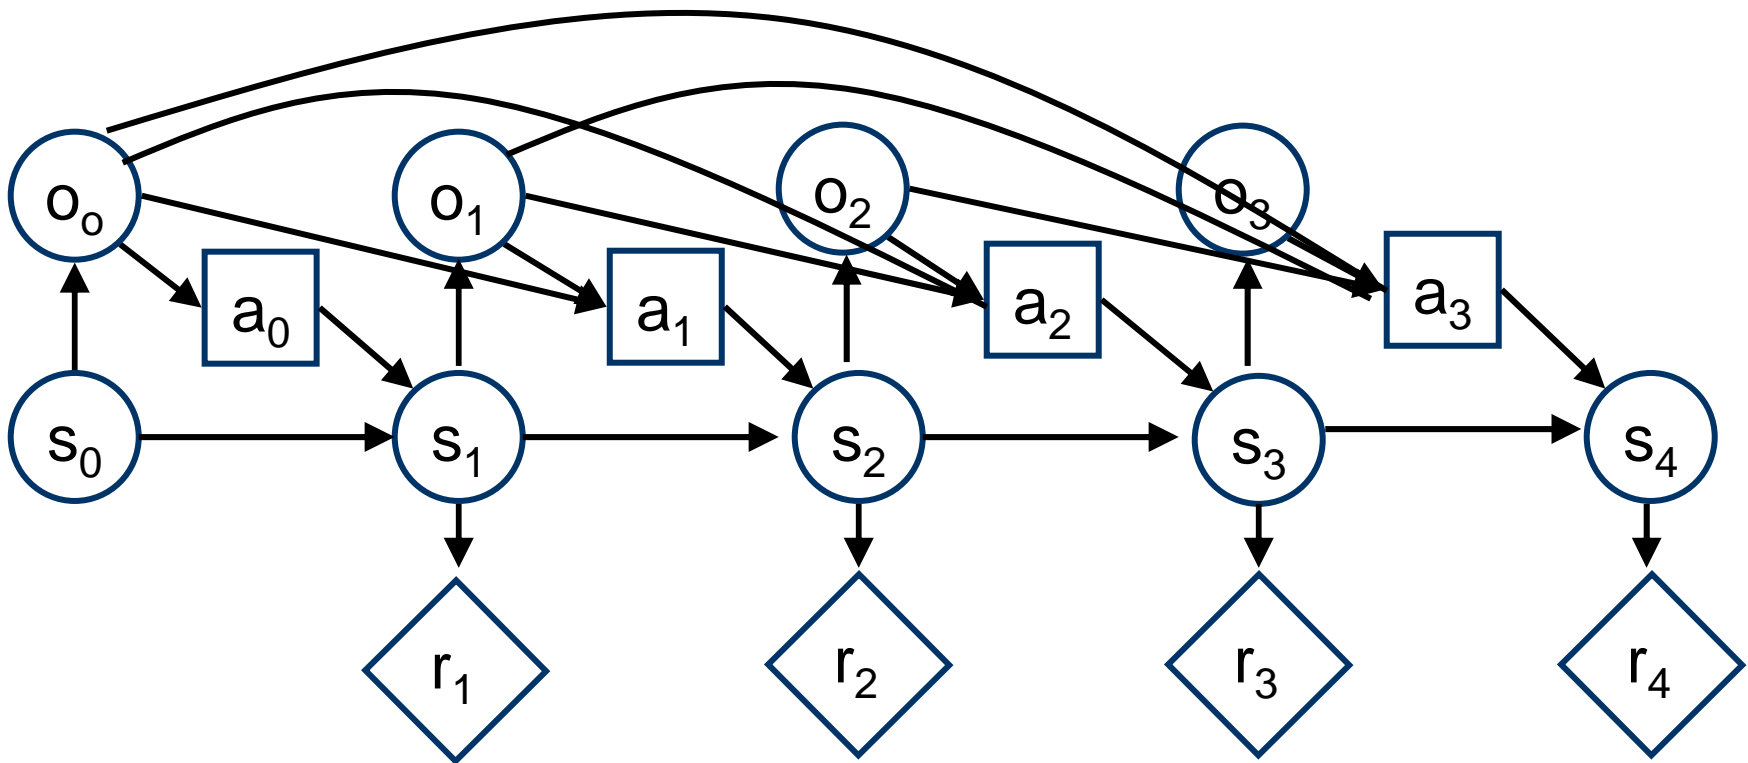 o₀ o₁ o₂ o₃
a₀ a₁ a₂ a₃
s₀ s₁ s₂ s₃ s₄
r₁ r₂ r₃ r₄